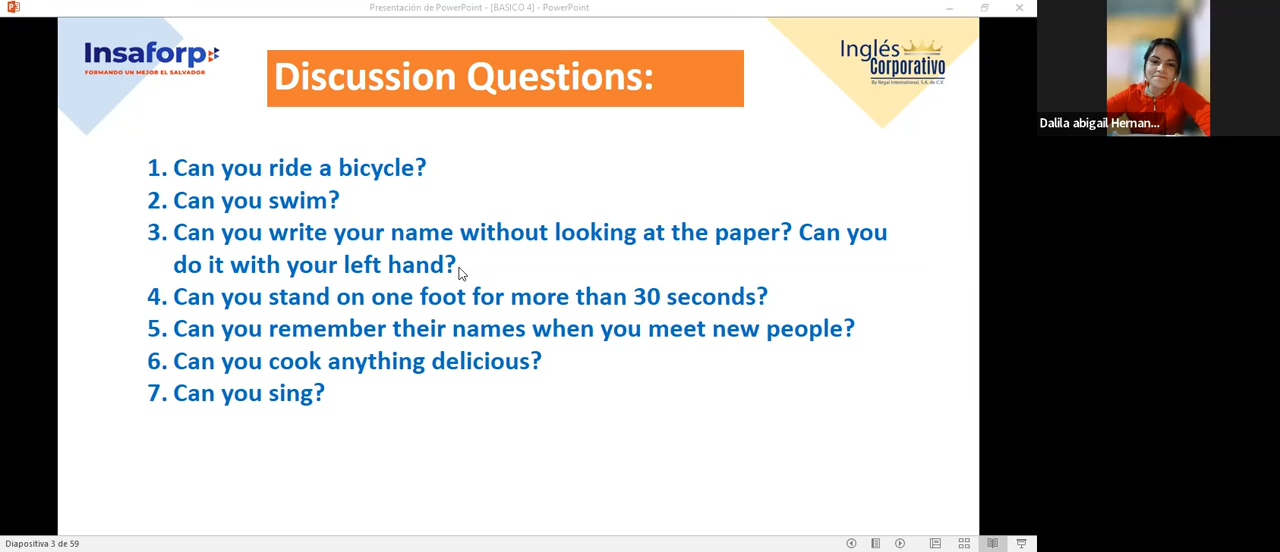 Presentación de PowerPoint - [BASICO 4] - PowerPoint
Insaforp
FORMANDO UN MEJOR EL SALVADOR
Discussion Questions:
Inglés
Corporativo
By Regal International, S.A. de C.V.
Dalila abigail Hernan...
1. Can you ride a bicycle?
2. Can you swim?
3. Can you write your name without looking at the paper? Can you
do it with your left hand?
4. Can you stand on one foot for more than 30 seconds?
5. Can you remember their names when you meet new people?
6. Can you cook anything delicious?
7. Can you sing?
Diapositiva 3 de 59